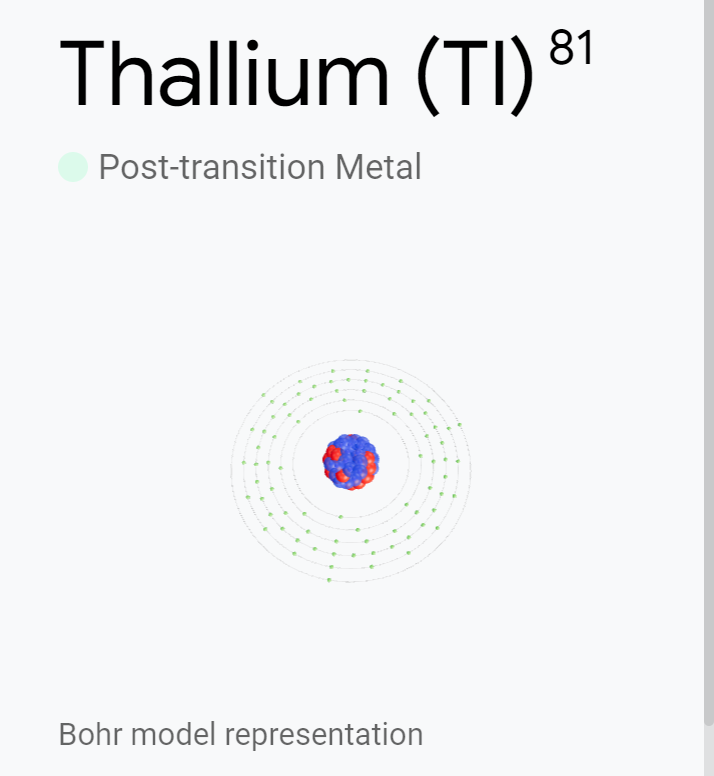 Thallium (Tl) 81
Post-transition Metal
Bohr model representation